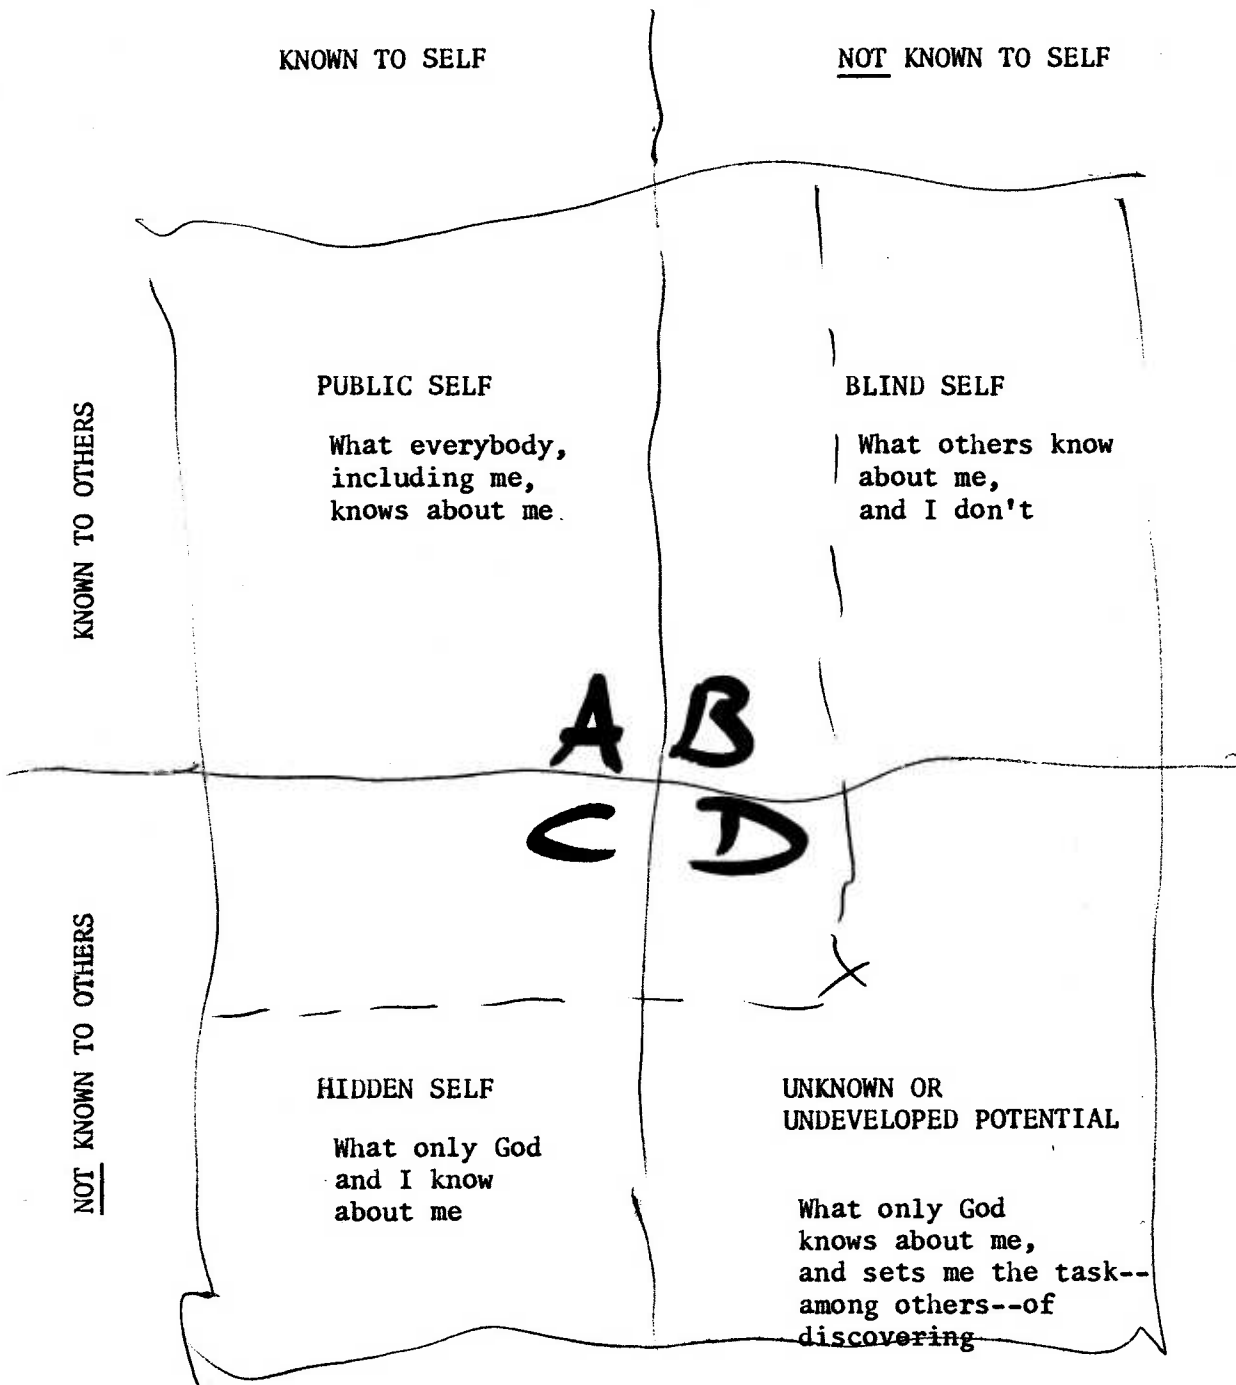 KNOWN TO SELF
NOT KNOWN TO SELF
KNOWN TO OTHERS
PUBLIC SELF
What everybody,
including me,
knows about me.
BLIND SELF
What others know
about me,
and I don't
A
B
C
D
NOT KNOWN TO OTHERS
HIDDEN SELF
What only God
and I know
about me
UNKNOWN OR
UNDEVELOPED POTENTIAL
What only God
knows about me,
and sets me the task--
among others--of
discovering